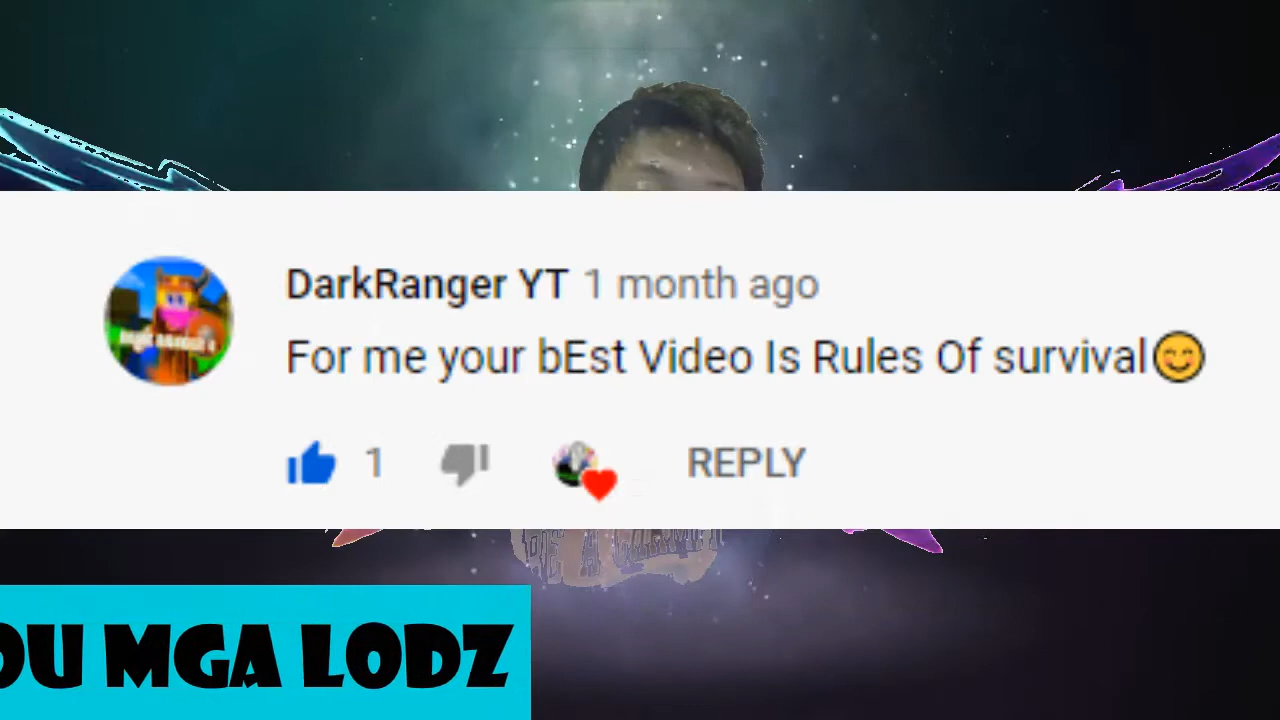 DarkRanger YT 1 month ago
For me your bEst Video Is Rules Of survival😊
1 REPLY
OU MGA LODZ